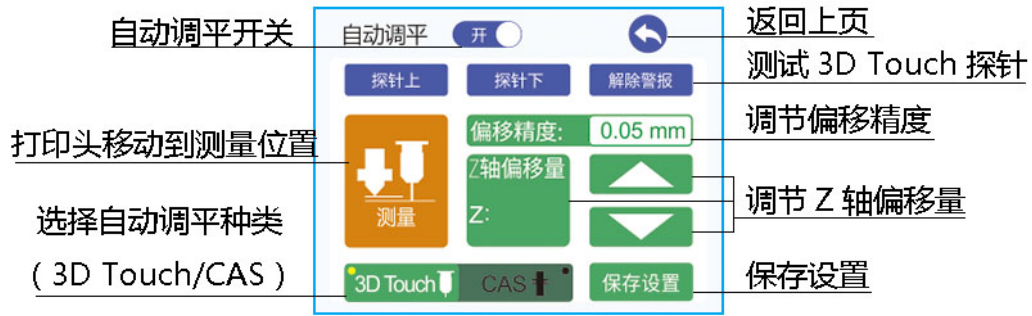 自动调平开关
自动调平 开
返回上页
探针上 探针下 解除警报
测试 3D Touch 探针
打印头移动到测量位置
偏移精度: 0.05 mm
调节偏移精度
测量
Z轴偏移量
Z:
调节 Z 轴偏移量
选择自动调平种类
( 3D Touch/CAS )
3D Touch CAS 保存设置
保存设置